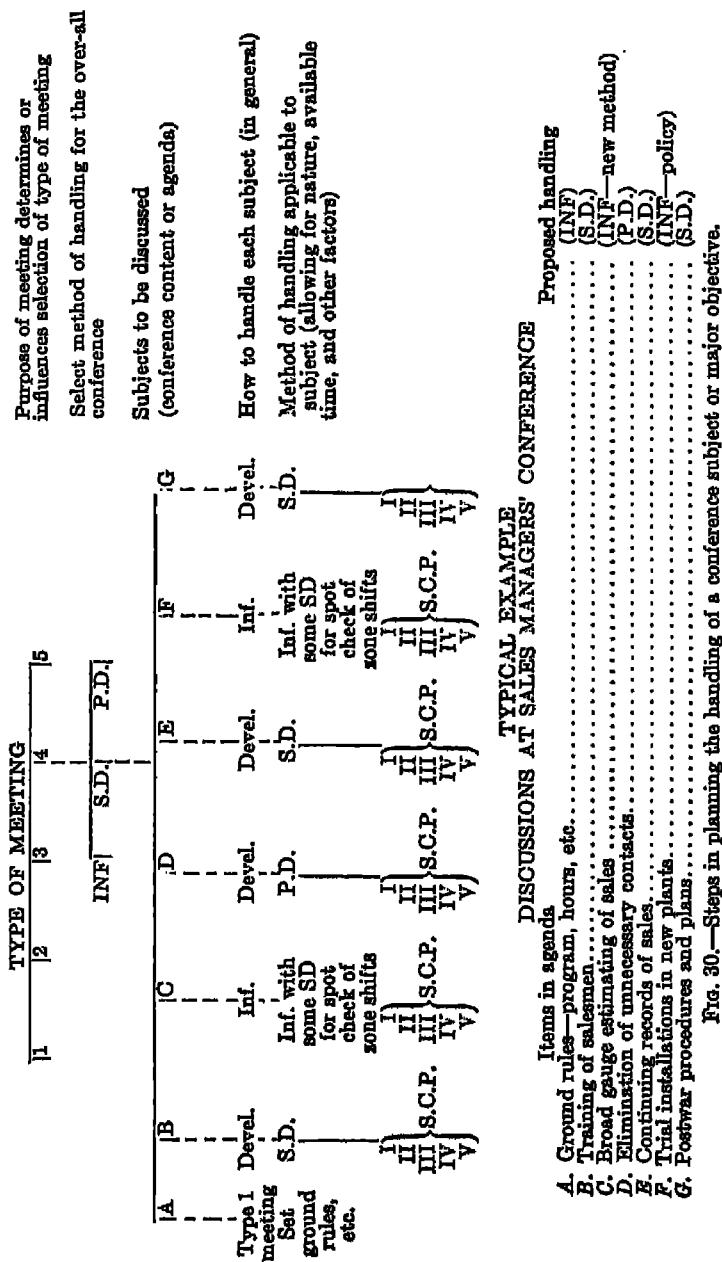 TYPE OF MEETING
1 2 3 4 5
Purpose of meeting determines or
influences selection of type of meeting
INF S.D. P.D.
Select method of handling for the over-all
conference
A B C D E F G
Subjects to be discussed
(conference content or agenda)
Type 1 Devel. Inf. Devel. Devel. Inf. Devel.
How to handle each subject (in general)
meeting
Set
ground
rules,
etc.
S.D.
Inf. with
some SD
for spot
check of
zone shifts
P.D.
S.D.
Inf. with
some SD
for spot
check of
zone shifts
S.D.
Method of handling applicable to
subject (allowing for nature, available
time, and other factors)
I
II
III S.C.P.
IV
V
I
II
III S.C.P.
IV
V
I
II
III S.C.P.
IV
V
I
II
III S.C.P.
IV
V
I
II
III S.C.P.
IV
V
I
II
III
IV
V
TYPICAL EXAMPLE
DISCUSSIONS AT SALES MANAGERS' CONFERENCE
Items in agenda Proposed handling
A. Ground rules—program, hours, etc. (INF)
B. Training of salesmen (S.D.)
C. Broad gauge estimating of sales (INF—new method)
D. Elimination of unnecessary contacts (P.D.)
E. Continuing records of sales (S.D.)
F. Trial installations in new plants (INF—policy)
G. Postwar procedures and plans (S.D.)
FIG. 30.—Steps in planning the handling of a conference subject or major objective.